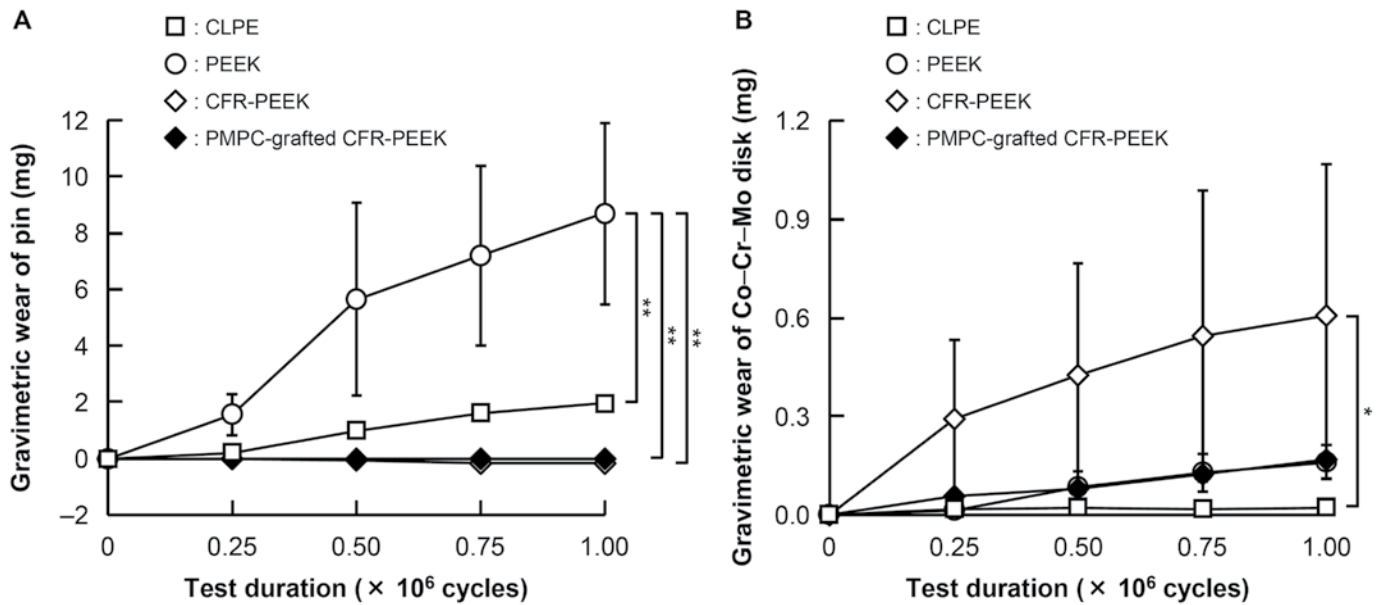 A
□ : CLPE
○ : PEEK
◇ : CFR-PEEK
◆ : PMPC-grafted CFR-PEEK
Gravimetric wear of pin (mg)
12
10
8
6
4
2
0
–2
**
**
**
0 0.25 0.50 0.75 1.00
Test duration (× 10⁶ cycles)
B
□ : CLPE
○ : PEEK
◇ : CFR-PEEK
◆ : PMPC-grafted CFR-PEEK
Gravimetric wear of Co–Cr–Mo disk (mg)
1.2
0.9
0.6
0.3
0.0
*
0 0.25 0.50 0.75 1.00
Test duration (× 10⁶ cycles)